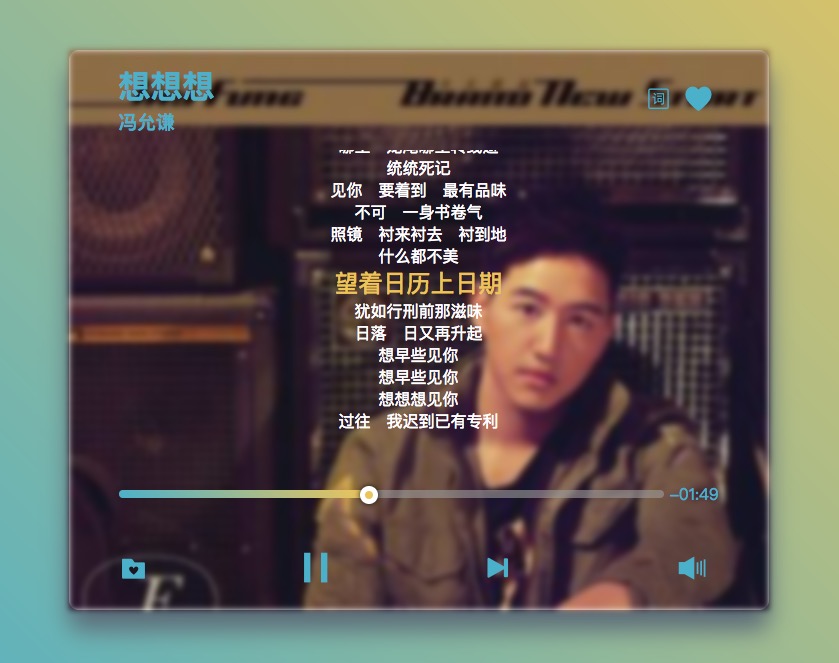 想想想
词
冯允谦
Fung
Brand New Start
统统死记
见你　要着到　最有品味
不可　一身书卷气
照镜　衬来衬去　衬到地
什么都不美
望着日历上日期
犹如行刑前那滋味
日落　日又再升起
想早些见你
想早些见你
想想想见你
过往　我迟到已有专利
–01:49
E